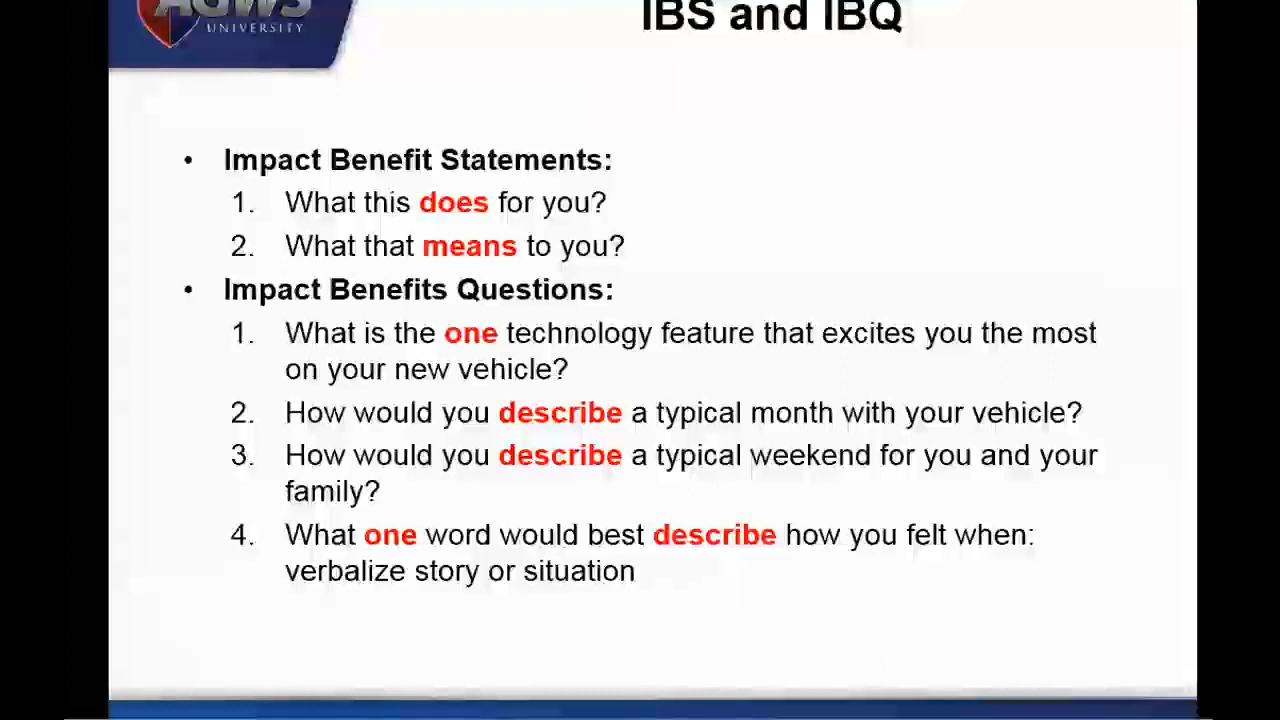 AGWS
UNIVERSITY
IBS and IBQ
• Impact Benefit Statements:
1. What this does for you?
2. What that means to you?
• Impact Benefits Questions:
1. What is the one technology feature that excites you the most
on your new vehicle?
2. How would you describe a typical month with your vehicle?
3. How would you describe a typical weekend for you and your
family?
4. What one word would best describe how you felt when:
verbalize story or situation